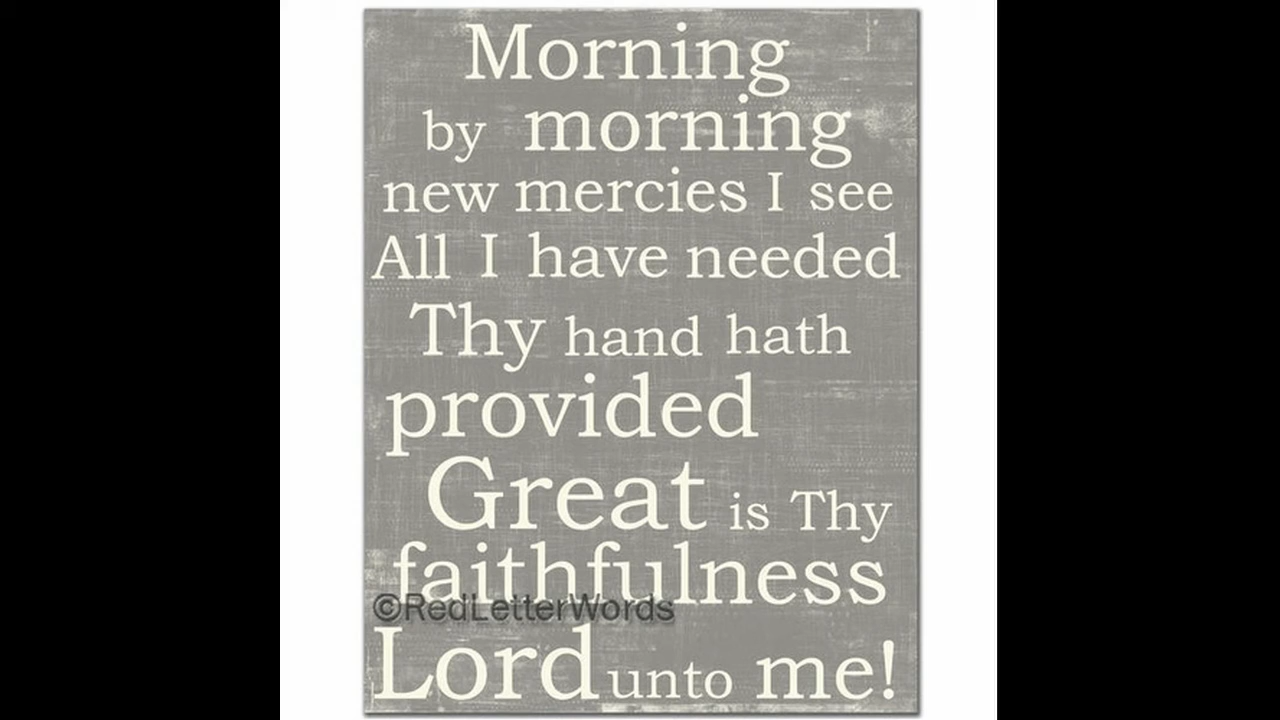 Morning
by morning
new mercies I see
All I have needed
Thy hand hath
provided
Great is Thy
faithfulness
©RedLetterWords
Lord unto me!